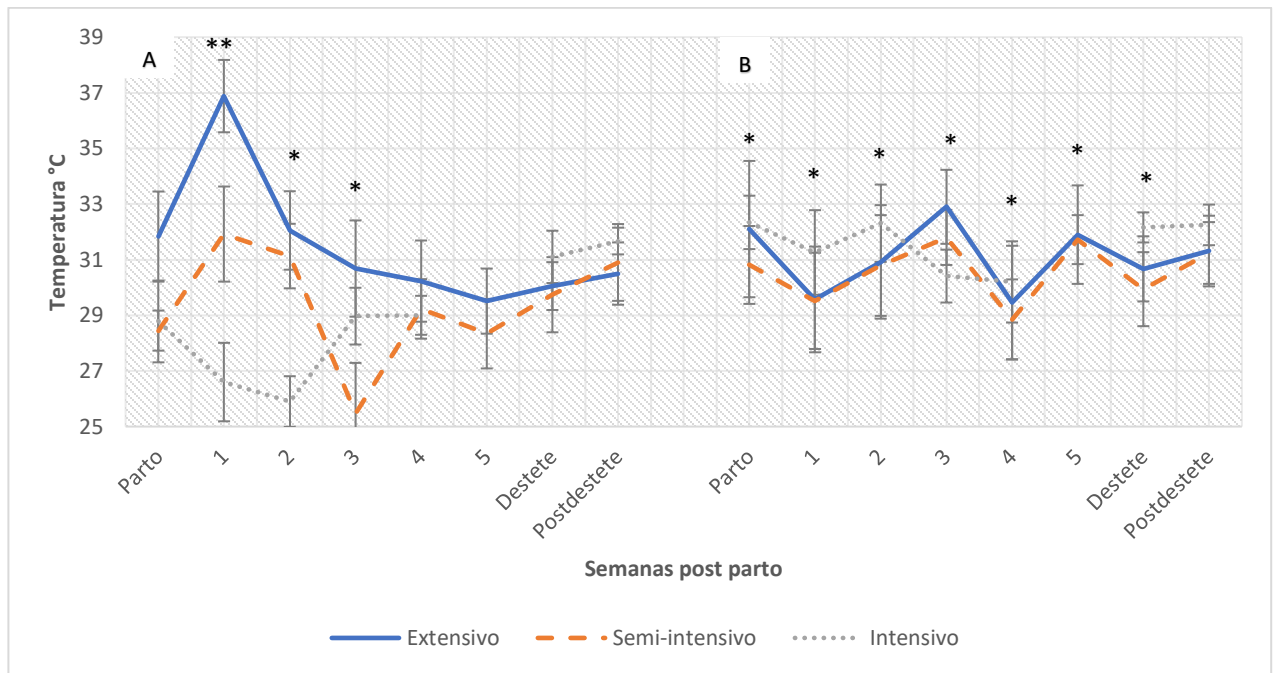 39
37
35
33
31
29
27
25
Temperatura °C
A
**
*
*
B
*
*
*
*
*
*
*
Parto
1
2
3
4
5
Destete
Postdestete
Parto
1
2
3
4
5
Destete
Postdestete
Semanas post parto
Extensivo
Semi-intensivo
Intensivo